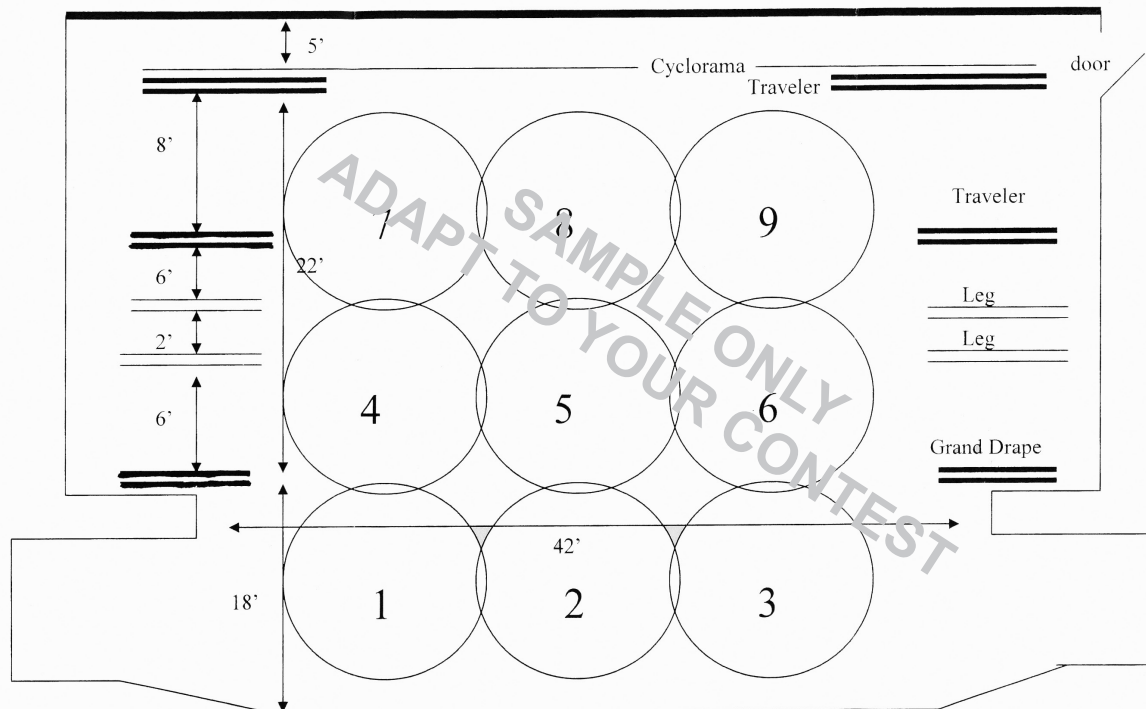 5’
Cyclorama
door
Traveler
8’
7
8
9
Traveler
6’
22’
Leg
2’
Leg
4
5
6
6’
Grand Drape
42’
18’
1
2
3
SAMPLE ONLY
ADAPT TO YOUR CONTEST